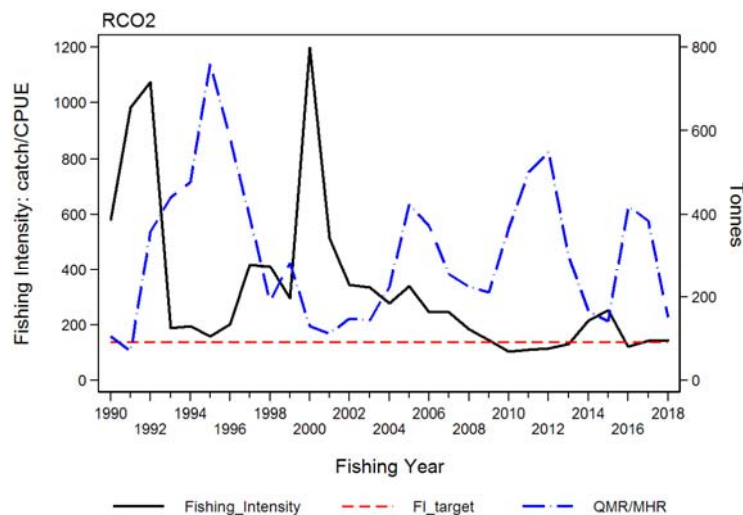 RCO2
Fishing Intensity: catch/CPUE
1200
1000
800
600
400
200
0
800
600
400
200
0
Tonnes
1990 1994 1998 2002 2006 2010 2014 2018
1992 1996 2000 2004 2008 2012 2016
Fishing Year
Fishing_Intensity FI_target QMR/MHR